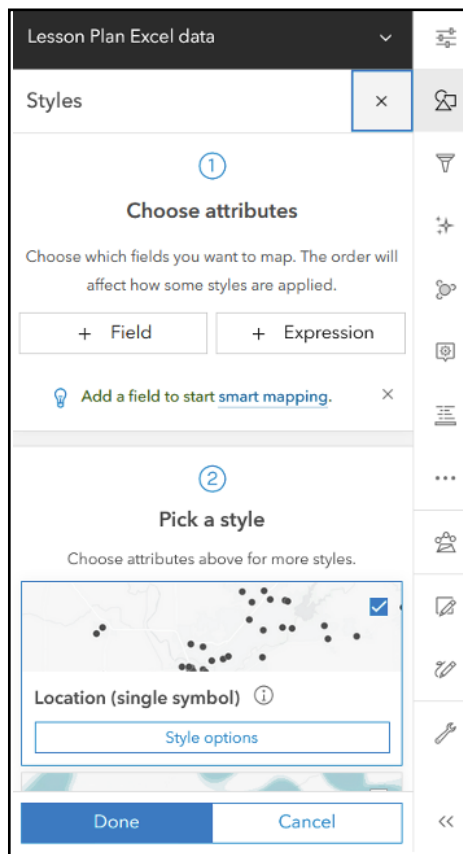 Lesson Plan Excel data
Styles
1
Choose attributes
Choose which fields you want to map. The order will
affect how some styles are applied.
+ Field
+ Expression
Add a field to start smart mapping.
2
Pick a style
Choose attributes above for more styles.
Location (single symbol)
Style options
Done
Cancel